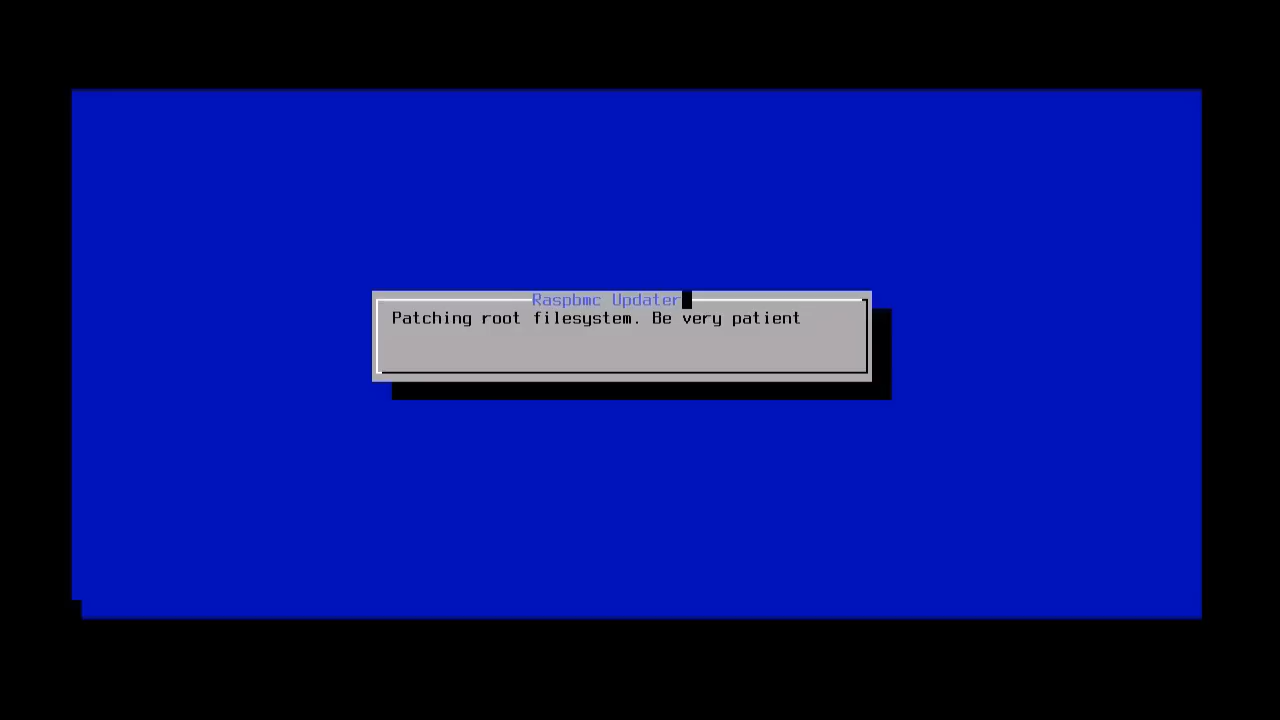 Raspbmc Updater
Patching root filesystem. Be very patient